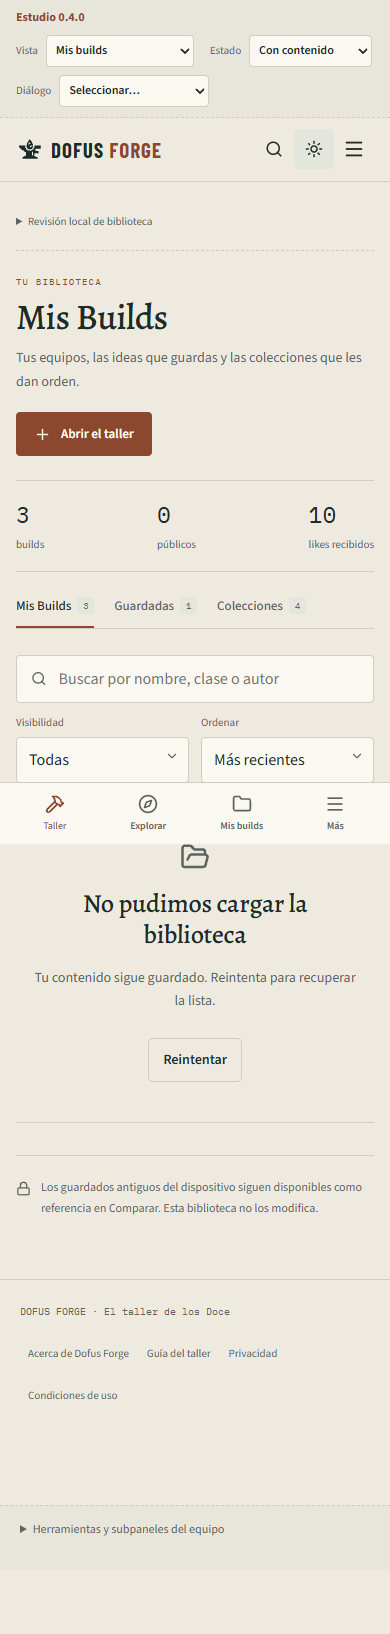 Estudio 0.4.0
Vista Mis builds Estado Con contenido
Diálogo Seleccionar...
DOFUS FORGE
Revisión local de biblioteca
TU BIBLIOTECA
Mis Builds
Tus equipos, las ideas que guardas y las colecciones que les
dan orden.
Abrir el taller
3 0 10
builds públicos likes recibidos
Mis Builds 3 Guardadas 1 Colecciones 4
Buscar por nombre, clase o autor
Visibilidad Ordenar
Todas Más recientes
Taller Explorar Mis builds Más
No pudimos cargar la
biblioteca
Tu contenido sigue guardado. Reintenta para recuperar
la lista.
Reintentar
Los guardados antiguos del dispositivo siguen disponibles como
referencia en Comparar. Esta biblioteca no los modifica.
DOFUS FORGE · El taller de los Doce
Acerca de Dofus Forge Guía del taller Privacidad
Condiciones de uso
Herramientas y subpaneles del equipo